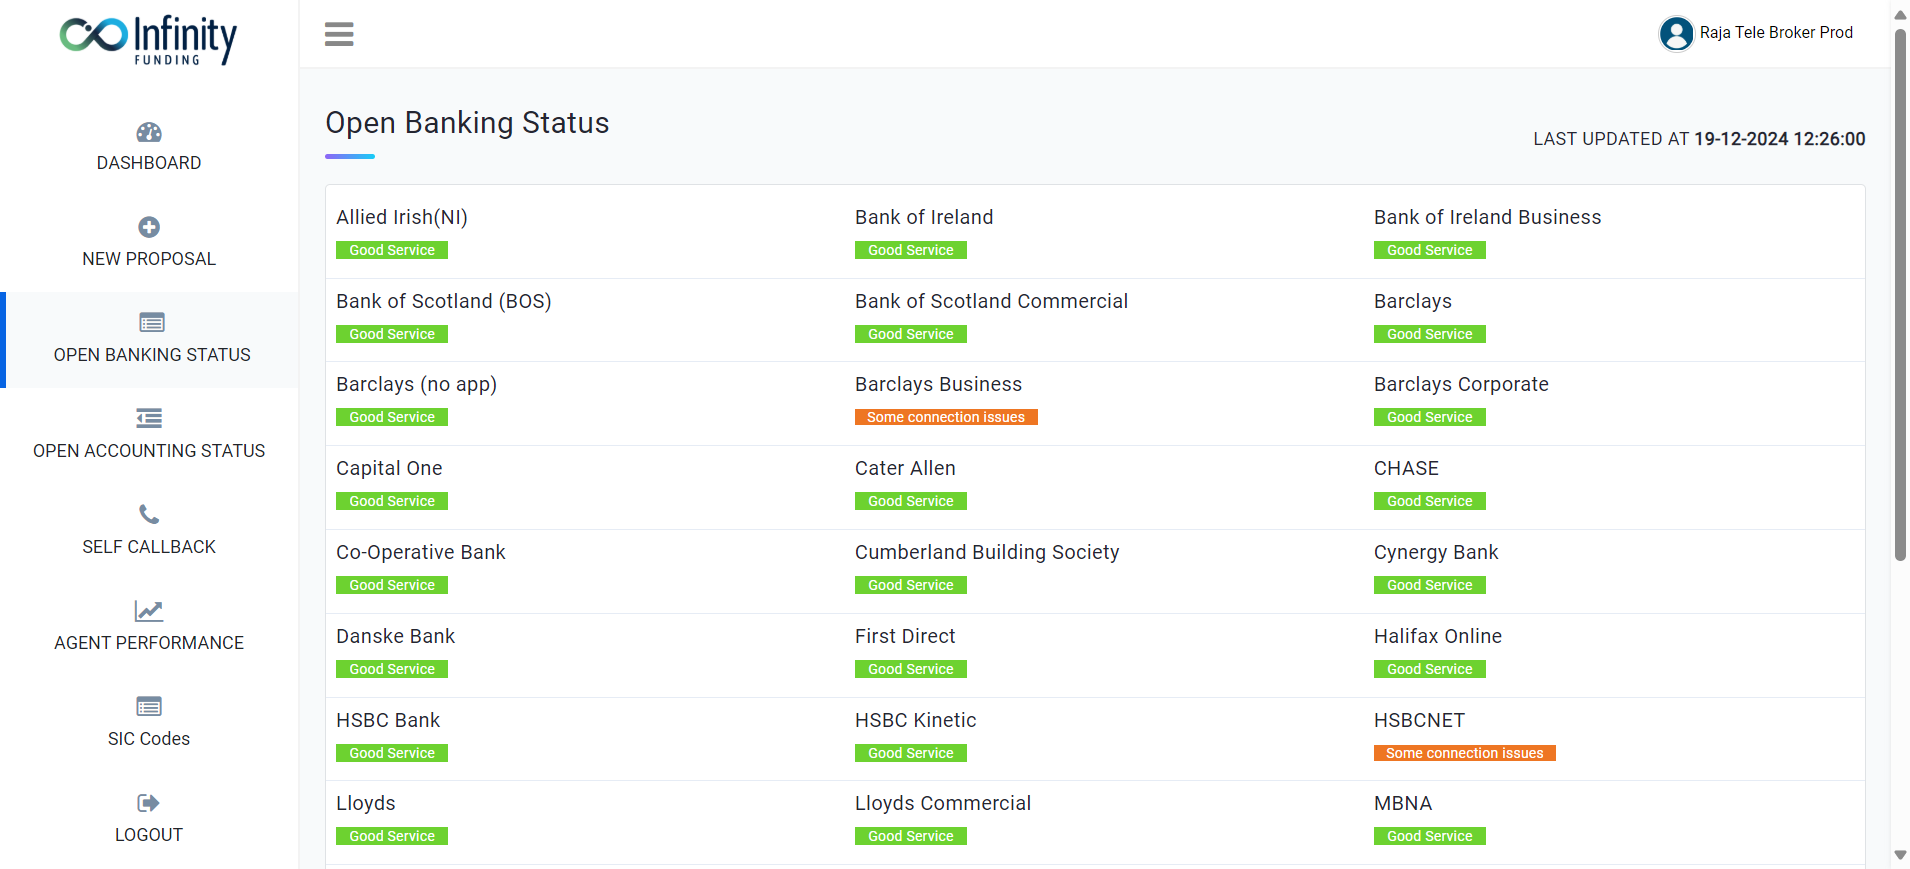 Infinity
FUNDING
Raja Tele Broker Prod
DASHBOARD
NEW PROPOSAL
OPEN BANKING STATUS
OPEN ACCOUNTING STATUS
SELF CALLBACK
AGENT PERFORMANCE
SIC Codes
LOGOUT
Open Banking Status
LAST UPDATED AT 19-12-2024 12:26:00
Allied Irish(NI) Bank of Ireland Bank of Ireland Business
Good Service Good Service Good Service
Bank of Scotland (BOS) Bank of Scotland Commercial Barclays
Good Service Good Service Good Service
Barclays (no app) Barclays Business Barclays Corporate
Good Service Some connection issues Good Service
Capital One Cater Allen CHASE
Good Service Good Service Good Service
Co-Operative Bank Cumberland Building Society Cynergy Bank
Good Service Good Service Good Service
Danske Bank First Direct Halifax Online
Good Service Good Service Good Service
HSBC Bank HSBC Kinetic HSBCNET
Good Service Good Service Some connection issues
Lloyds Lloyds Commercial MBNA
Good Service Good Service Good Service